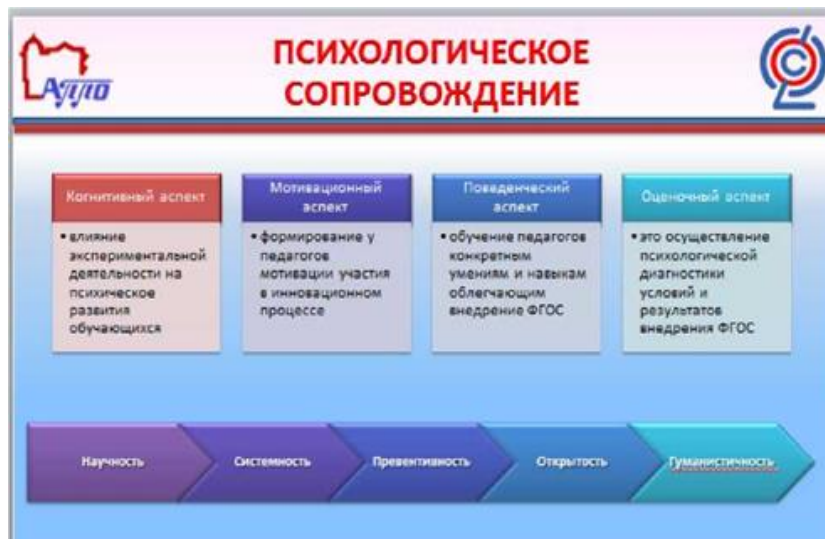 ПСИХОЛОГИЧЕСКОЕ
СОПРОВОЖДЕНИЕ
Когнитивный аспект
• влияние
экспериментальной
деятельности на
психическое
развития
обучающихся
Мотивационный
аспект
• формирование у
педагогов
мотивации участия
в инновационном
процессе
Поведенческий
аспект
• обучение педагогов
конкретным
умениям и навыкам
облегчающим
внедрение ФГОС
Оценочный аспект
• это осуществление
психологической
диагностики
условий и
результатов
внедрения ФГОС
Научность
Системность
Превентивность
Открытость
Гуманистичность